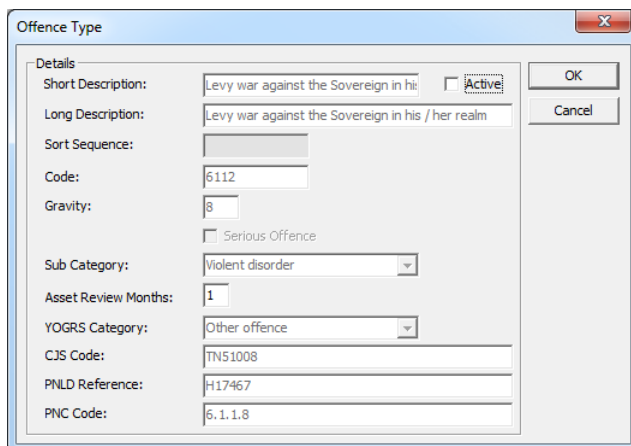 Offence Type
Details
Short Description: Levy war against the Sovereign in his Active
OK
Long Description: Levy war against the Sovereign in his / her realm
Cancel
Sort Sequence:
Code: 6112
Gravity: 8
Serious Offence
Sub Category: Violent disorder
Asset Review Months: 1
YOGRS Category: Other offence
CJS Code: TN51008
PNLD Reference: H17467
PNC Code: 6.1.1.8